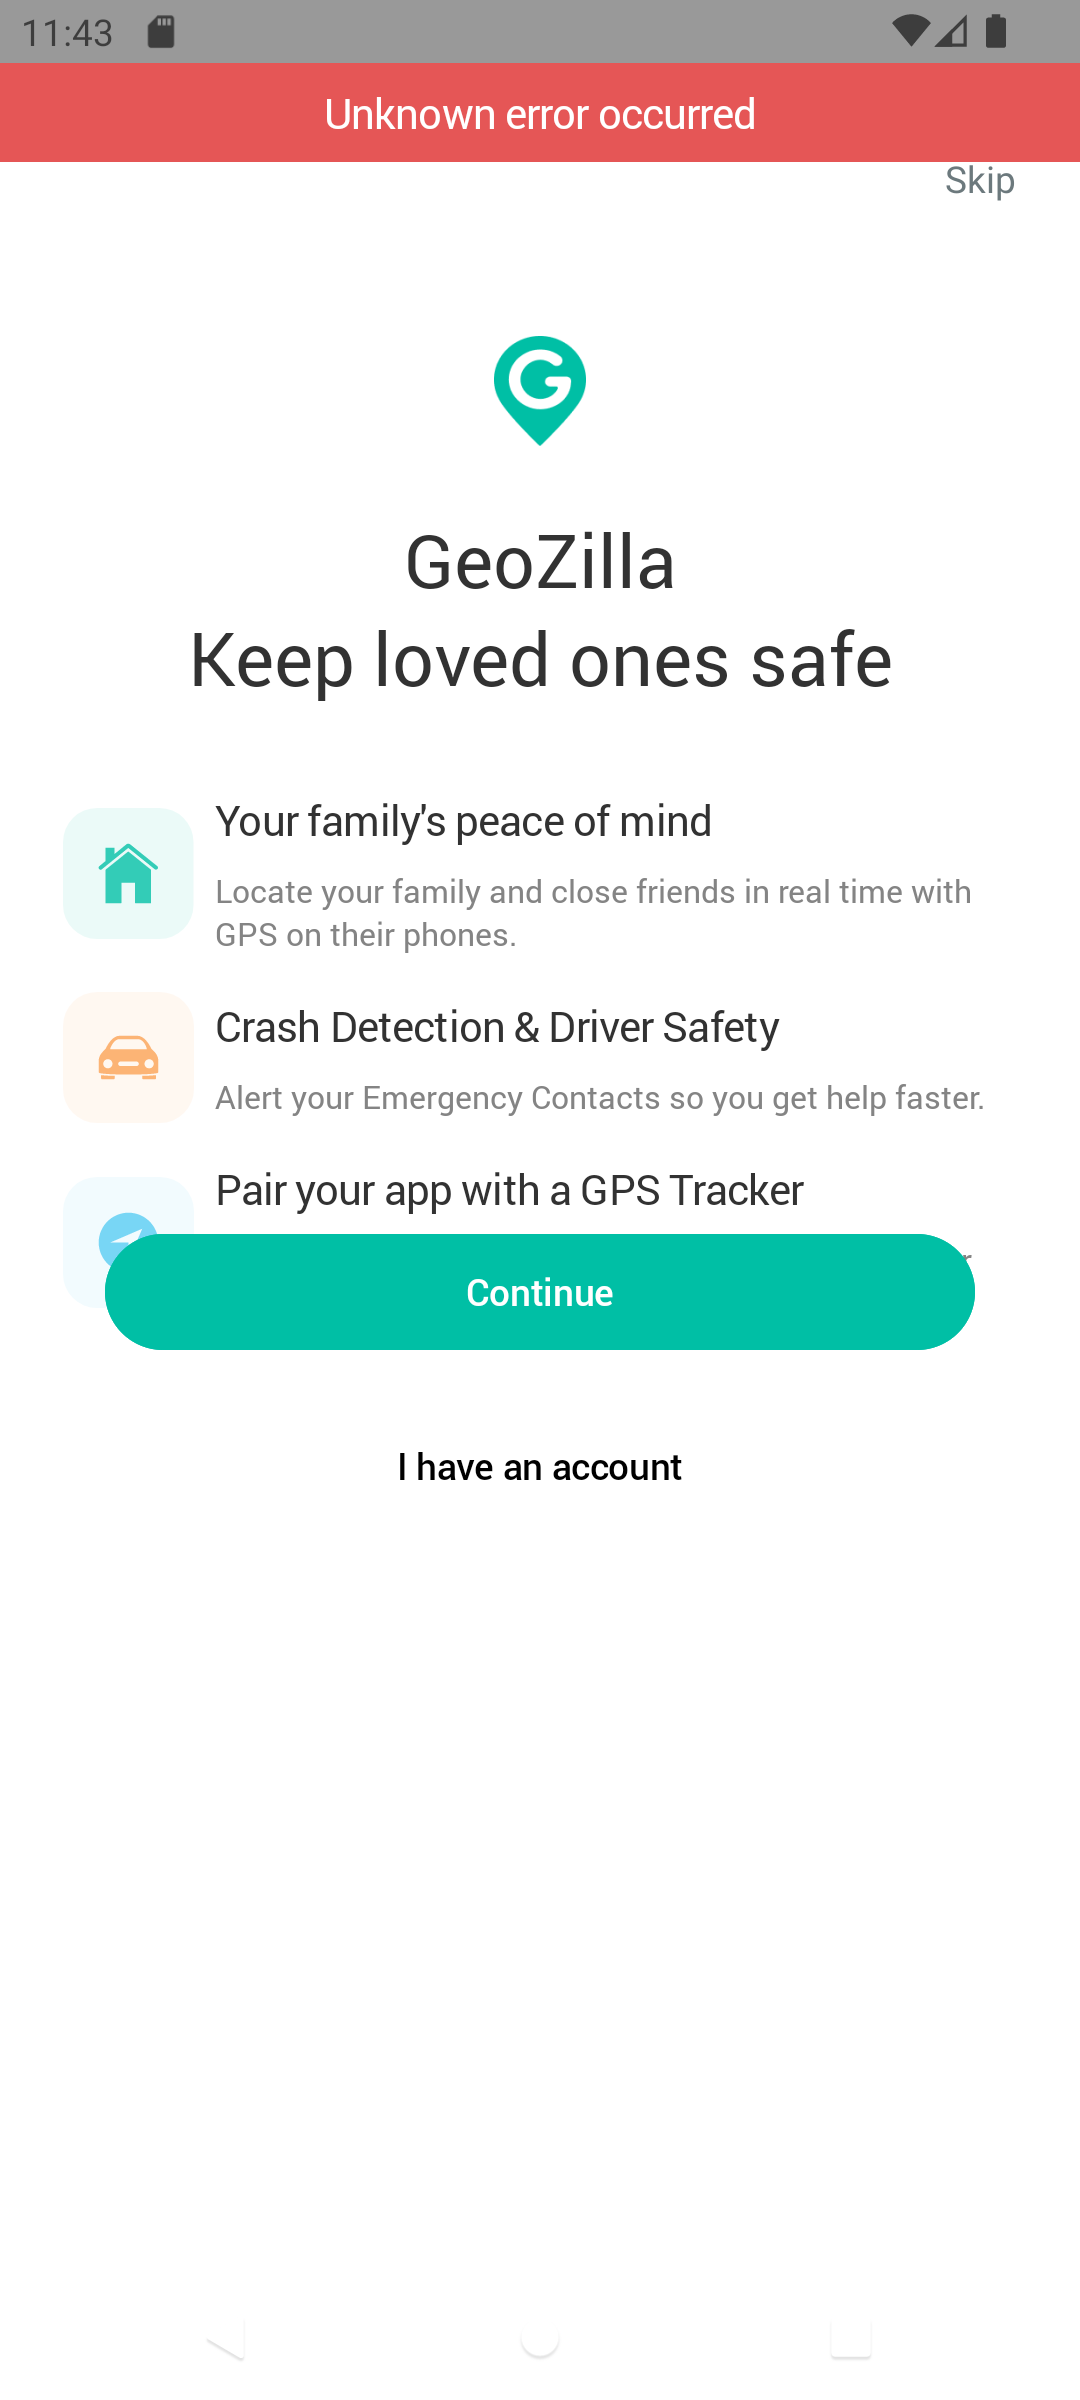 11:43
Unknown error occurred
Skip
GeoZilla
Keep loved ones safe
Your family's peace of mind
Locate your family and close friends in real time with
GPS on their phones.
Crash Detection & Driver Safety
Alert your Emergency Contacts so you get help faster.
Pair your app with a GPS Tracker
Continue
I have an account